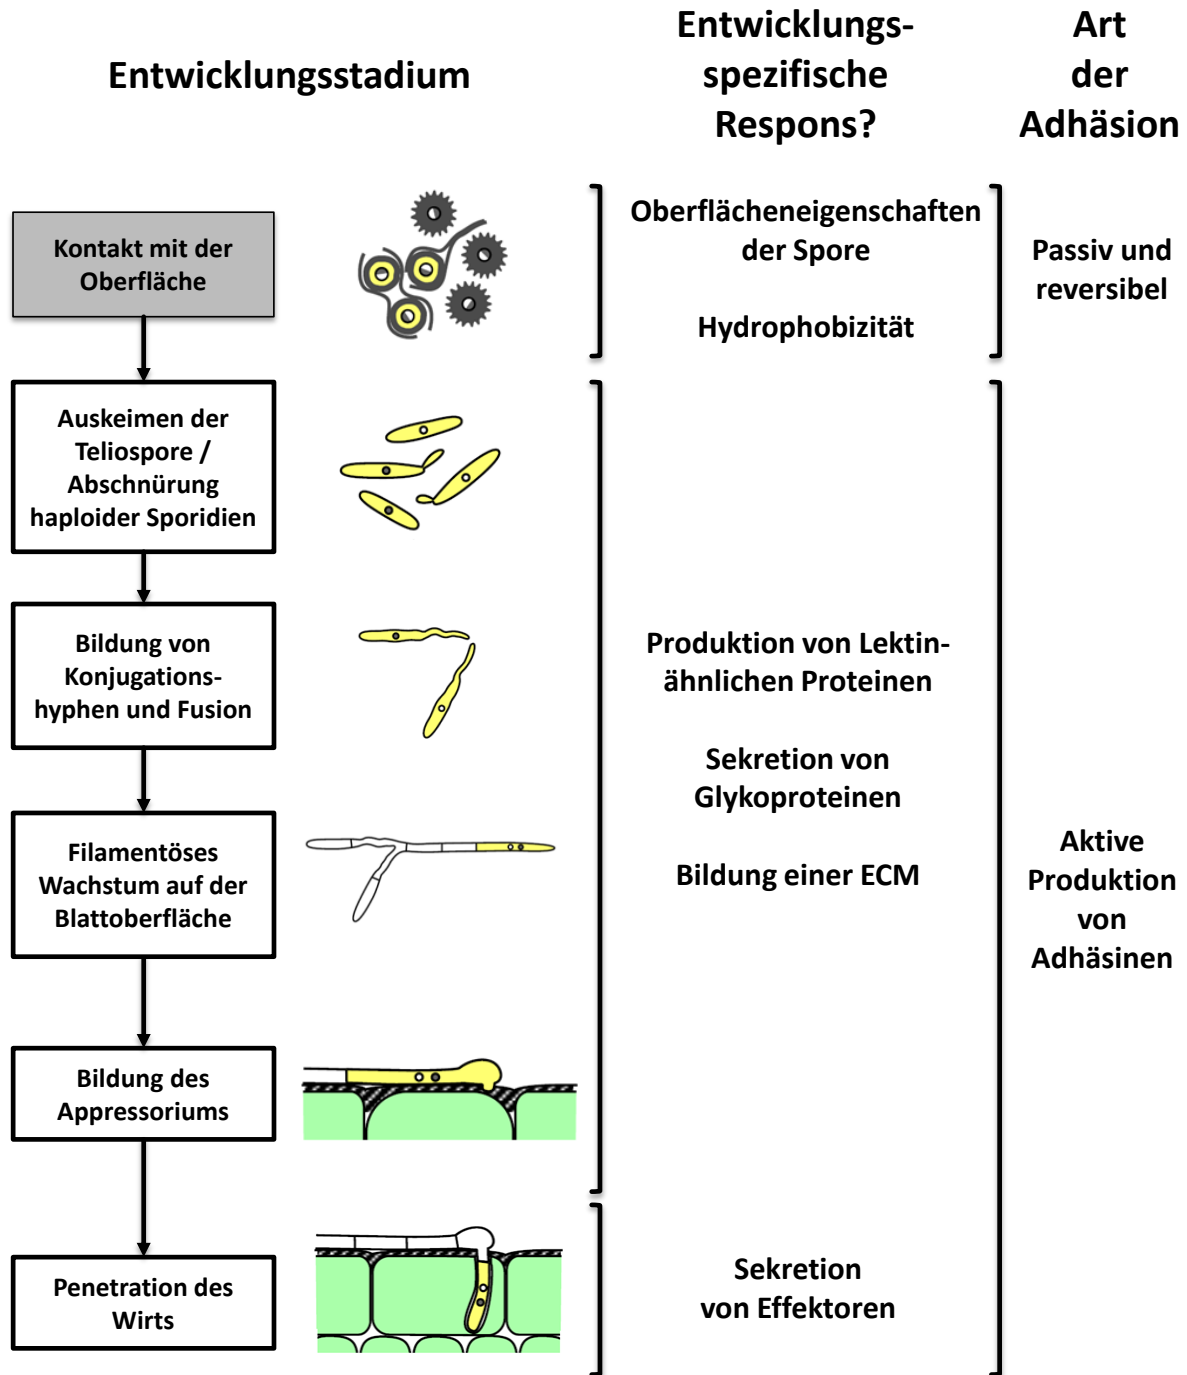 Entwicklungsstadium
Entwicklungs-
spezifische
Respons?
Art
der
Adhäsion
Kontakt mit der
Oberfläche
Oberflächeneigenschaften
der Spore
Hydrophobizität
Passiv und
reversibel
Auskeimen der
Teliospore /
Abschnürung
haploider Sporidien
Bildung von
Konjugations-
hyphen und Fusion
Filamentöses
Wachstum auf der
Blattoberfläche
Bildung des
Appressoriums
Produktion von Lektin-
ähnlichen Proteinen
Sekretion von
Glykoproteinen
Bildung einer ECM
Aktive
Produktion
von
Adhäsinen
Penetration des
Wirts
Sekretion
von Effektoren